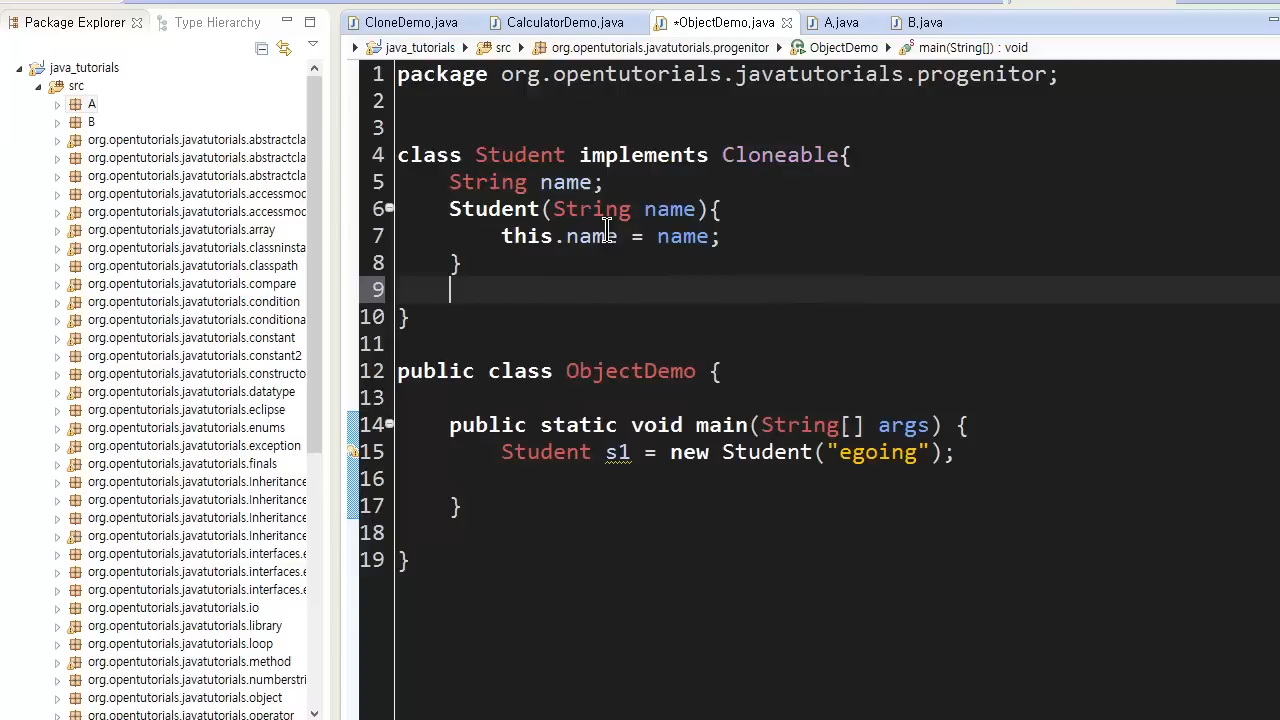 Package Explorer
Type Hierarchy
CloneDemo.java
CalculatorDemo.java
*ObjectDemo.java
A.java
B.java
java_tutorials
src
org.opentutorials.javatutorials.progenitor
ObjectDemo
main(String[]) : void
java_tutorials
src
A
B
org.opentutorials.javatutorials.abstractcla
org.opentutorials.javatutorials.abstractcla
org.opentutorials.javatutorials.abstractcla
org.opentutorials.javatutorials.accessmoc
org.opentutorials.javatutorials.accessmoc
org.opentutorials.javatutorials.array
org.opentutorials.javatutorials.classninsta
org.opentutorials.javatutorials.classpath
org.opentutorials.javatutorials.compare
org.opentutorials.javatutorials.condition
org.opentutorials.javatutorials.conditiona
org.opentutorials.javatutorials.constant
org.opentutorials.javatutorials.constant2
org.opentutorials.javatutorials.constructo
org.opentutorials.javatutorials.datatype
org.opentutorials.javatutorials.eclipse
org.opentutorials.javatutorials.enums
org.opentutorials.javatutorials.exception
org.opentutorials.javatutorials.finals
org.opentutorials.javatutorials.Inheritance
org.opentutorials.javatutorials.Inheritance
org.opentutorials.javatutorials.Inheritance
org.opentutorials.javatutorials.Inheritance
org.opentutorials.javatutorials.interfaces.e
org.opentutorials.javatutorials.interfaces.e
org.opentutorials.javatutorials.interfaces.e
org.opentutorials.javatutorials.io
org.opentutorials.javatutorials.library
org.opentutorials.javatutorials.loop
org.opentutorials.javatutorials.method
org.opentutorials.javatutorials.numberstri
org.opentutorials.javatutorials.object
org.opentutorials.javatutorials.operator
1 package org.opentutorials.javatutorials.progenitor;
2
3
4 class Student implements Cloneable{
5 String name;
6 Student(String name){
7 this.name = name;
8 }
9
10 }
11
12 public class ObjectDemo {
13
14 public static void main(String[] args) {
15 Student s1 = new Student("egoing");
16
17 }
18
19 }